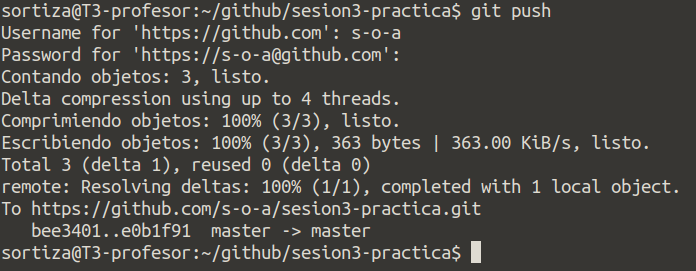 sortiza@T3-profesor:~/github/sesion3-practica$ git push
Username for 'https://github.com': s-o-a
Password for 'https://s-o-a@github.com':
Contando objetos: 3, listo.
Delta compression using up to 4 threads.
Comprimiendo objetos: 100% (3/3), listo.
Escribiendo objetos: 100% (3/3), 363 bytes | 363.00 KiB/s, listo.
Total 3 (delta 1), reused 0 (delta 0)
remote: Resolving deltas: 100% (1/1), completed with 1 local object.
To https://github.com/s-o-a/sesion3-practica.git
   bee3401..e0b1f91  master -> master
sortiza@T3-profesor:~/github/sesion3-practica$